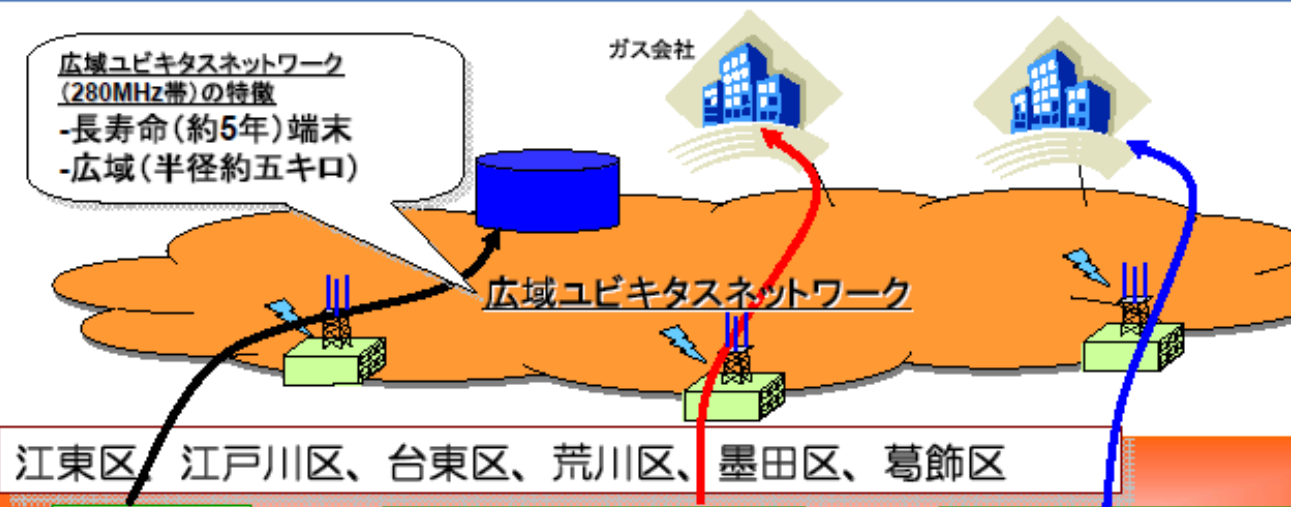 広域ユビキタスネットワーク
(280MHz帯)の特徴
-長寿命(約5年)端末
-広域(半径約五キロ)
ガス会社
広域ユビキタスネットワーク
江東区、江戸川区、台東区、荒川区、墨田区、葛飾区